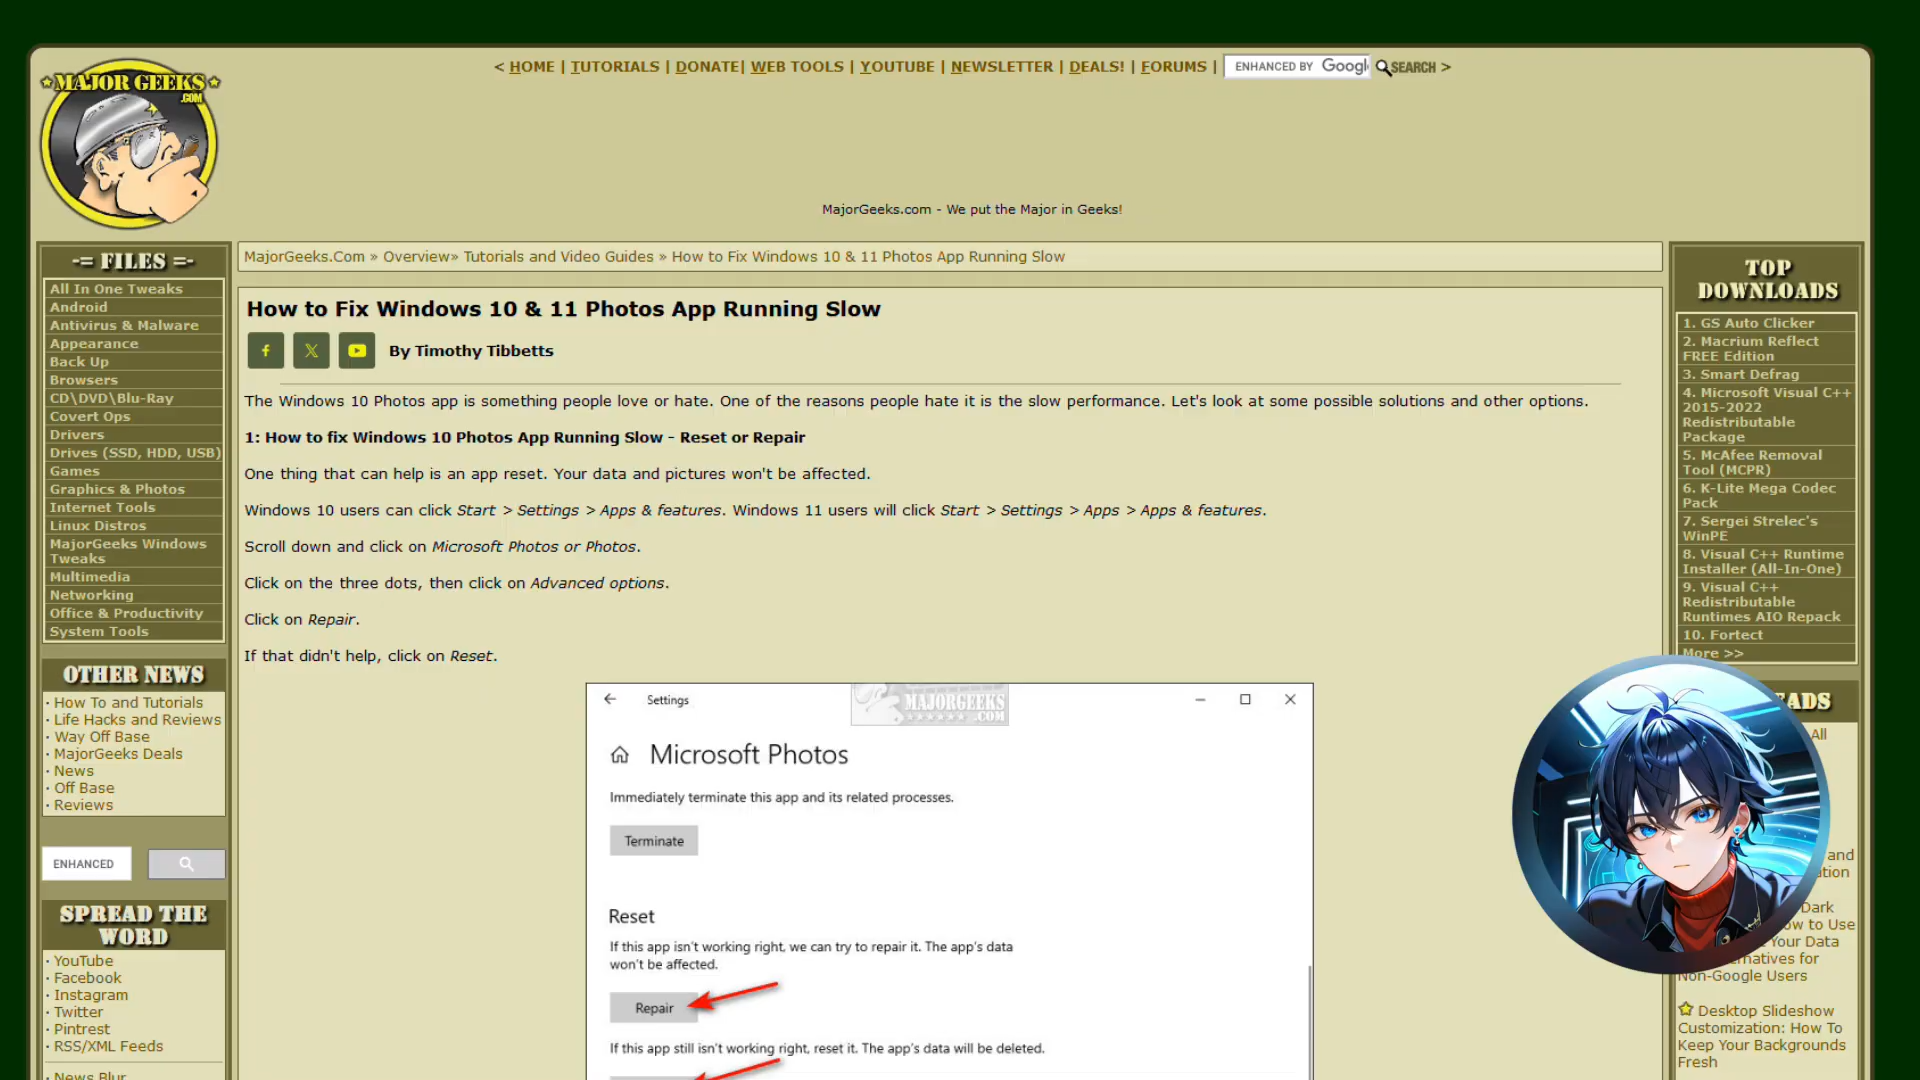 MAJOR GEEKS
.COM
< HOME | TUTORIALS | DONATE| WEB TOOLS | YOUTUBE | NEWSLETTER | DEALS! | FORUMS | ENHANCED BY Googl SEARCH >
MajorGeeks.com - We put the Major in Geeks!
-= FILES =-
All In One Tweaks
Android
Antivirus & Malware
Appearance
Back Up
Browsers
CD\DVD\Blu-Ray
Covert Ops
Drivers
Drives (SSD, HDD, USB)
Games
Graphics & Photos
Internet Tools
Linux Distros
MajorGeeks Windows
Tweaks
Multimedia
Networking
Office & Productivity
System Tools
OTHER NEWS
· How To and Tutorials
· Life Hacks and Reviews
· Way Off Base
· MajorGeeks Deals
· News
· Off Base
· Reviews
ENHANCED
SPREAD THE
WORD
· YouTube
· Facebook
· Instagram
· Twitter
· Pintrest
· RSS/XML Feeds
· News Blur
MajorGeeks.Com » Overview» Tutorials and Video Guides » How to Fix Windows 10 & 11 Photos App Running Slow
How to Fix Windows 10 & 11 Photos App Running Slow
By Timothy Tibbetts
The Windows 10 Photos app is something people love or hate. One of the reasons people hate it is the slow performance. Let's look at some possible solutions and other options.
1: How to fix Windows 10 Photos App Running Slow - Reset or Repair
One thing that can help is an app reset. Your data and pictures won't be affected.
Windows 10 users can click Start > Settings > Apps & features. Windows 11 users will click Start > Settings > Apps > Apps & features.
Scroll down and click on Microsoft Photos or Photos.
Click on the three dots, then click on Advanced options.
Click on Repair.
If that didn't help, click on Reset.
Settings
MAJORGEEKS
.COM
Microsoft Photos
Immediately terminate this app and its related processes.
Terminate
Reset
If this app isn't working right, we can try to repair it. The app's data
won't be affected.
Repair
If this app still isn't working right, reset it. The app's data will be deleted.
TOP
DOWNLOADS
1. GS Auto Clicker
2. Macrium Reflect
FREE Edition
3. Smart Defrag
4. Microsoft Visual C++
2015-2022
Redistributable
Package
5. McAfee Removal
Tool (MCPR)
6. K-Lite Mega Codec
Pack
7. Sergei Strelec's
WinPE
8. Visual C++ Runtime
Installer (All-In-One)
9. Visual C++
Redistributable
Runtimes AIO Repack
10. Fortect
More >>
All
and
Dark
to Use
Your Data
for
Non-Google Users
Desktop Slideshow
Customization: How To
Keep Your Backgrounds
Fresh